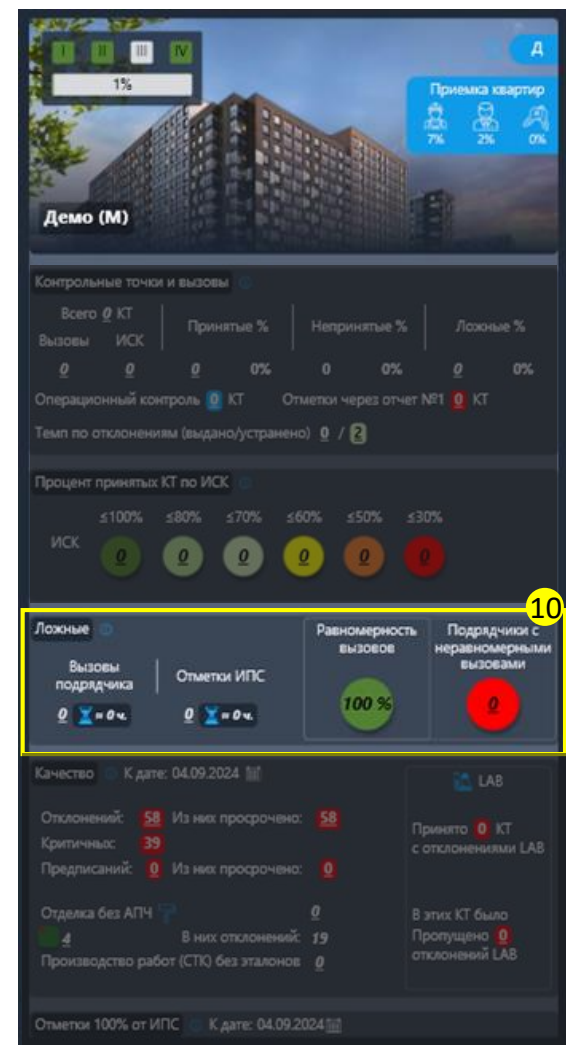 I II III IV
Д
1%
Приемка квартир
7% 2% 0%
Демо (М)
Контрольные точки и вызовы
Всего 0 КТ
Принятые % Непринятые % Ложные %
Вызовы ИСК
0 0 0 0% 0 0% 0 0%
Операционный контроль 0 КТ Отметки через отчет №1 0 КТ
Темп по отклонениям (выдано/устранено) 0 / 2
Процент принятых КТ по ИСК
≤100% ≤80% ≤70% ≤60% ≤50% ≤30%
ИСК 0 0 0 0 0 0
10
Ложные
Вызовы
подрядчика
Отметки ИПС
0 = 0 ч. 0 = 0 ч.
Равномерность
вызовов
100 %
Подрядчики с
неравномерными
вызовами
0
Качество К дате: 04.09.2024
Отклонений: 58 Из них просрочено: 58
Критичных: 39
Предписаний: 0 Из них просрочено: 0
Отделка без АПЧ 0
4 В них отклонений: 19
Производство работ (СТК) без эталонов 0
LAB
Принято 0 КТ
с отклонениями LAB
В этих КТ было
Пропущено 0
отклонений LAB
Отметки 100% от ИПС К дате: 04.09.2024